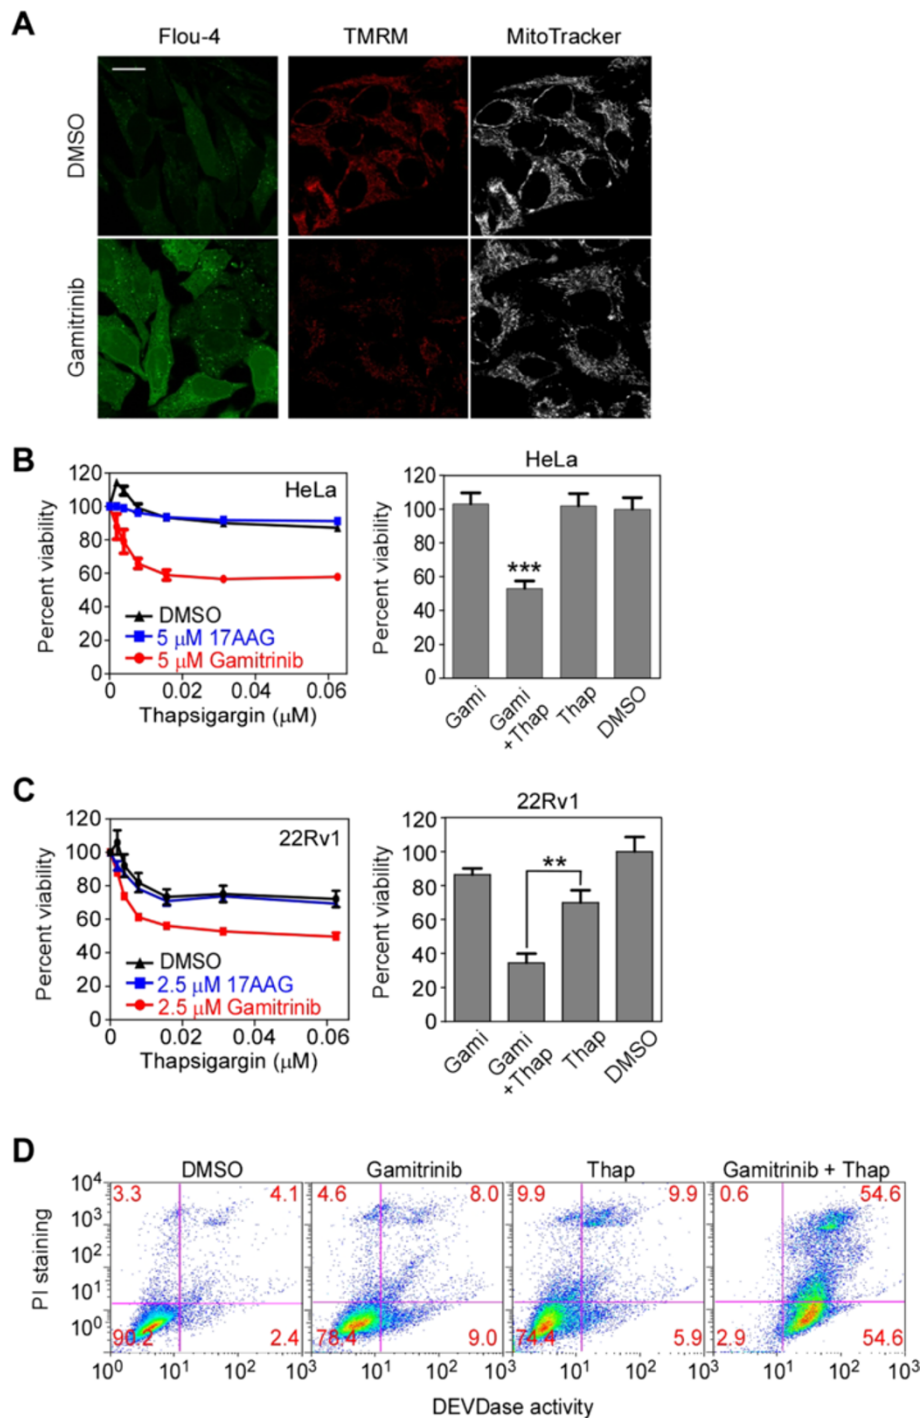 A
Flou-4 TMRM MitoTracker
DMSO
Gamitrinib
B
HeLa
Percent viability
120
100
80
60
40
20
0
HeLa
DMSO
5 μM 17AAG
5 μM Gamitrinib
0 0.02 0.04 0.06
Thapsigargin (μM)
Percent viability
120
100
80
60
40
20
0
***
Gami
Gami
+Thap
Thap
DMSO
C
22Rv1
Percent viability
120
100
80
60
40
20
0
22Rv1
DMSO
2.5 μM 17AAG
2.5 μM Gamitrinib
0 0.02 0.04 0.06
Thapsigargin (μM)
Percent viability
120
100
80
60
40
20
0
**
Gami
Gami
+Thap
Thap
DMSO
D
DMSO Gamitrinib Thap Gamitrinib + Thap
PI staining
10⁴
10³
10²
10¹
10⁰
3.3 4.1 4.6 8.0 9.9 9.9 0.6 54.6
90.2 2.4 78.4 9.0 74.4 5.9 2.9 54.6
10⁰ 10¹ 10² 10³ 10¹ 10² 10³ 10¹ 10² 10³ 10¹ 10² 10³
DEVDase activity